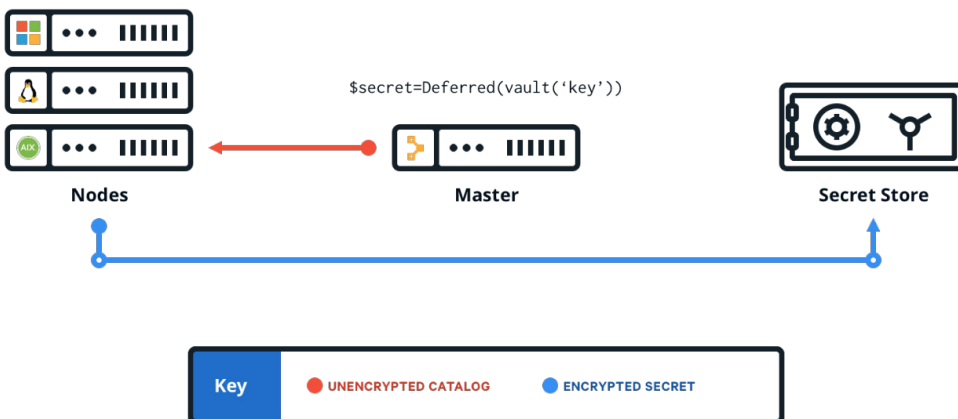 $secret=Deferred(vault(‘key’))
AIX
Nodes
Master
Secret Store
Key
UNENCRYPTED CATALOG
ENCRYPTED SECRET